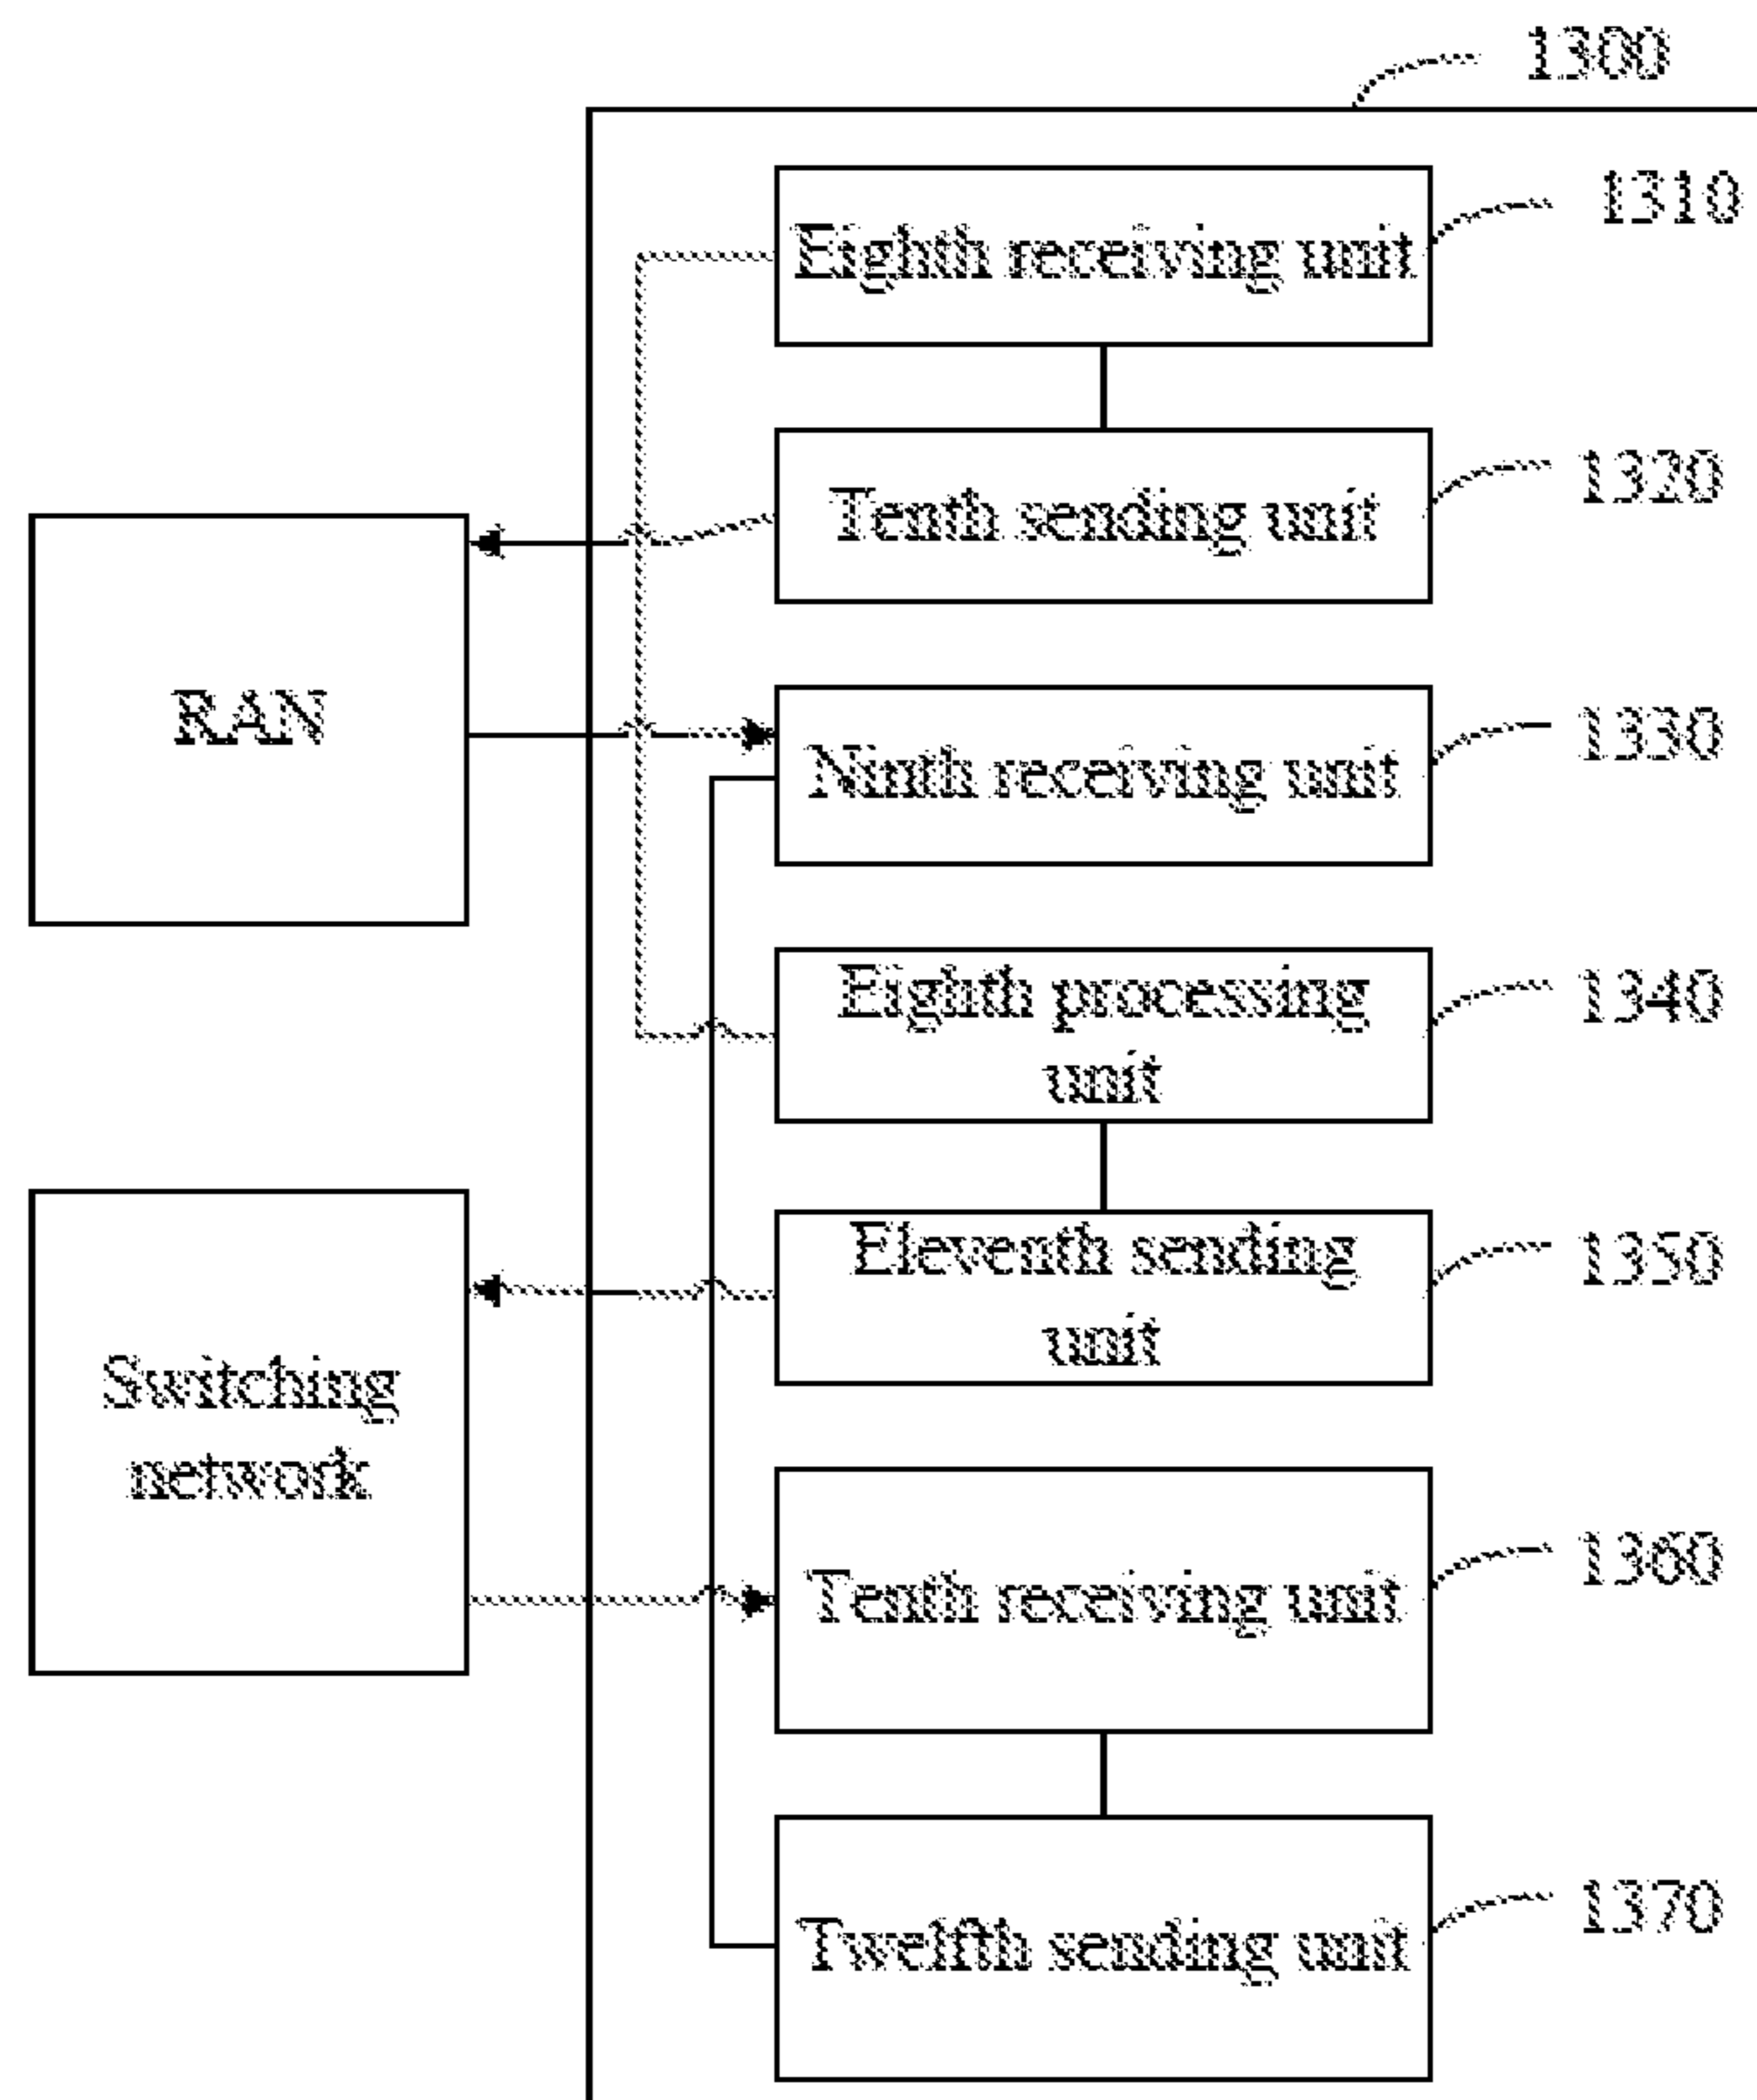 1300
Eighth receiving unit
1310
Tenth sending unit
1320
RAN
Ninth receiving unit
1330
Eighth processing
unit
1340
Eleventh sending
unit
1350
Switching
network
Tenth receiving unit
1360
Twelfth sending unit
1370